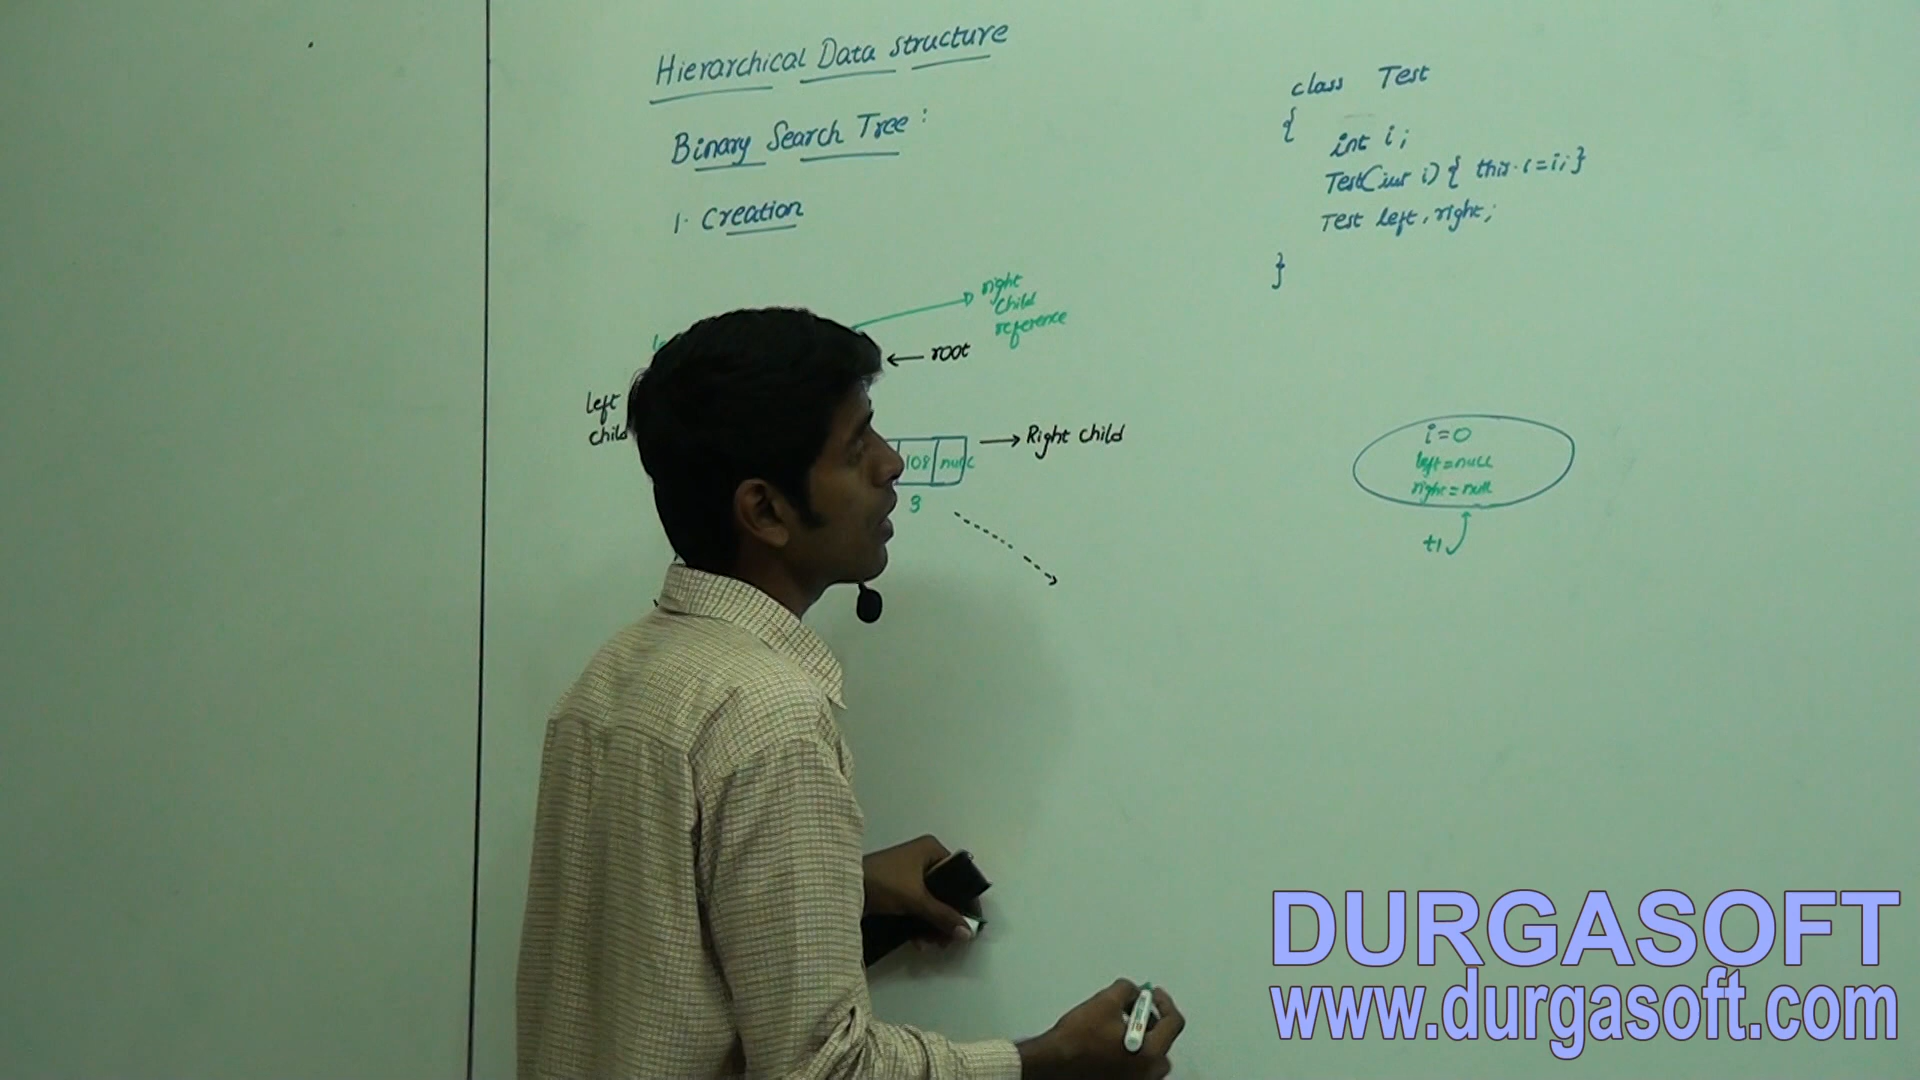 Hierarchical Data structure
Binary Search Tree:
1. Creation
right
child
reference
root
left
child
Right child
108 null
3
class Test
{
int i;
Test(int i) { this.i=i; }
Test left, right;
}
i=0
left=null
right=null
t1
DURGASOFT
www.durgasoft.com